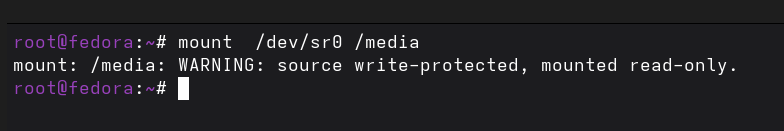 root@fedora:~# mount  /dev/sr0 /media
mount: /media: WARNING: source write-protected, mounted read-only.
root@fedora:~#